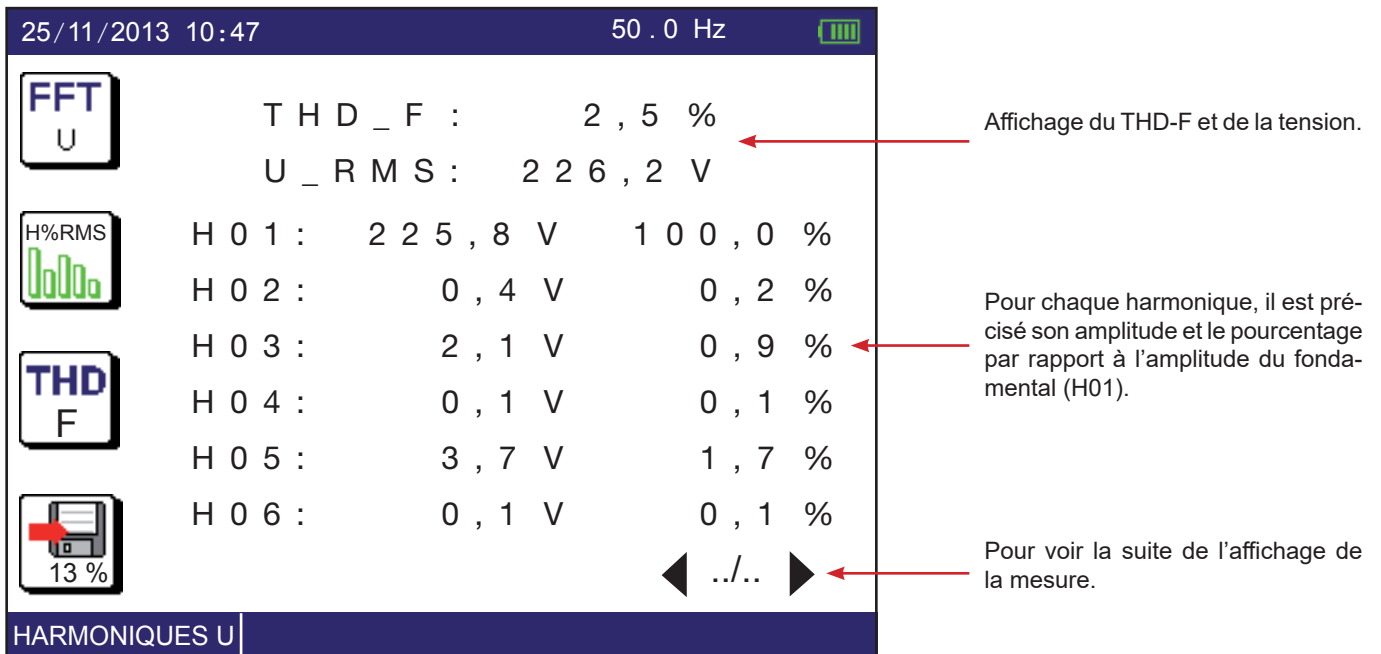 25/11/2013 10:47 50.0 Hz
FFT
U
THD_F: 2,5 %
U_RMS: 226,2 V
Affichage du THD-F et de la tension.
H%RMS
H01: 225,8 V 100,0 %
H02: 0,4 V 0,2 %
H03: 2,1 V 0,9 %
H04: 0,1 V 0,1 %
H05: 3,7 V 1,7 %
H06: 0,1 V 0,1 %
Pour chaque harmonique, il est pré-
cisé son amplitude et le pourcentage
par rapport à l’amplitude du fonda-
mental (H01).
THD
F
13 %
../..
Pour voir la suite de l’affichage de
la mesure.
HARMONIQUES U